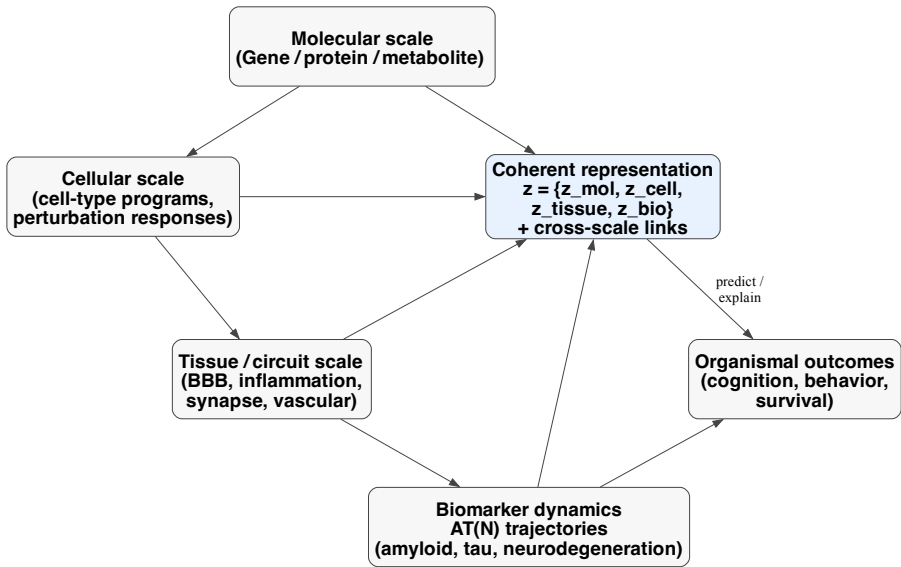 Molecular scale
(Gene / protein / metabolite)
Cellular scale
(cell-type programs,
perturbation responses)
Coherent representation
z = {z_mol, z_cell,
z_tissue, z_bio}
+ cross-scale links
predict /
explain
Tissue / circuit scale
(BBB, inflammation,
synapse, vascular)
Organismal outcomes
(cognition, behavior,
survival)
Biomarker dynamics
AT(N) trajectories
(amyloid, tau, neurodegeneration)